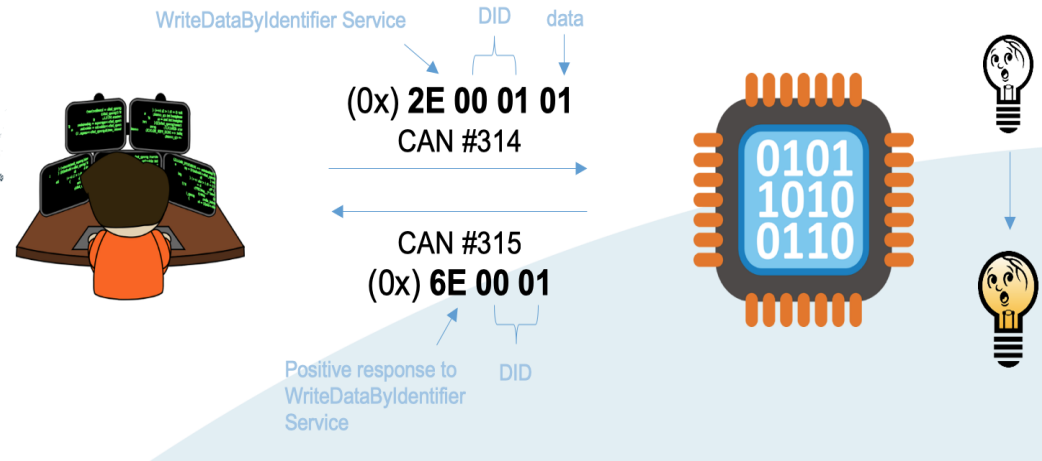 WriteDataByIdentifier Service
DID
data
(0x) 2E 00 01 01
CAN #314
CAN #315
(0x) 6E 00 01
Positive response to
WriteDataByIdentifier
Service
DID
0101
1010
0110